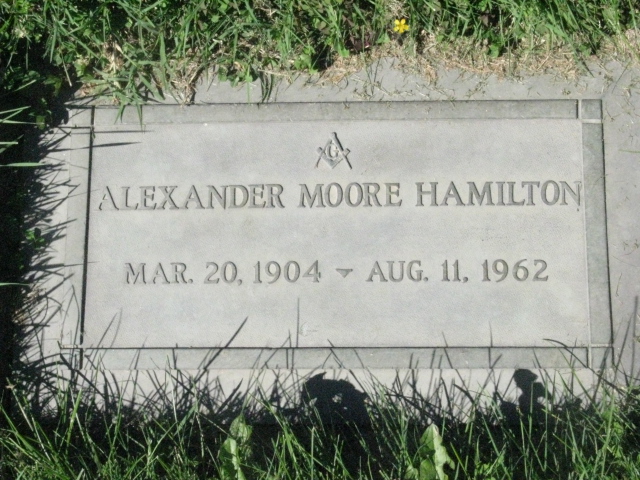 G
ALEXANDER MOORE HAMILTON
MAR. 20, 1904 - AUG. 11, 1962